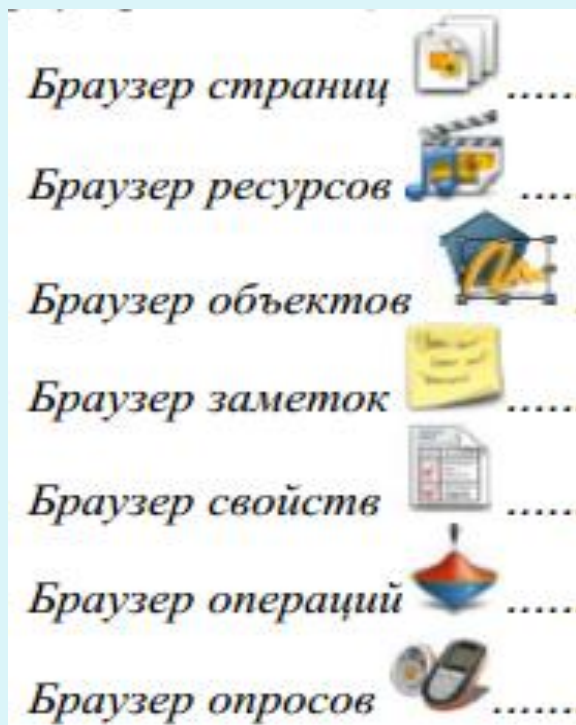 Браузер страниц .....
Браузер ресурсов ....
Браузер объектов .
Браузер заметок .....
Браузер свойств .....
Браузер операций .....
Браузер опросов ......